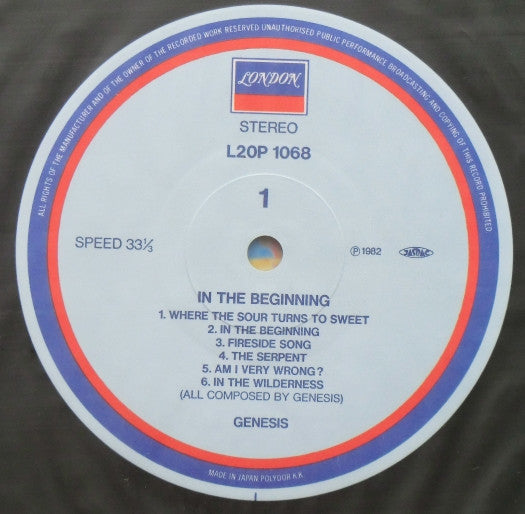 ALL RIGHTS OF THE MANUFACTURER AND OF THE OWNER OF THE RECORDED WORK RESERVED UNAUTHORISED PUBLIC PERFORMANCE BROADCASTING AND COPYING OF THIS RECORD PROHIBITED
LONDON
STEREO
L20P 1068
1
SPEED 33⅓
Ⓟ1982 JASRAC
IN THE BEGINNING
1. WHERE THE SOUR TURNS TO SWEET
2. IN THE BEGINNING
3. FIRESIDE SONG
4. THE SERPENT
5. AM I VERY WRONG?
6. IN THE WILDERNESS
(ALL COMPOSED BY GENESIS)
GENESIS
MADE IN JAPAN POLYDOR K.K.